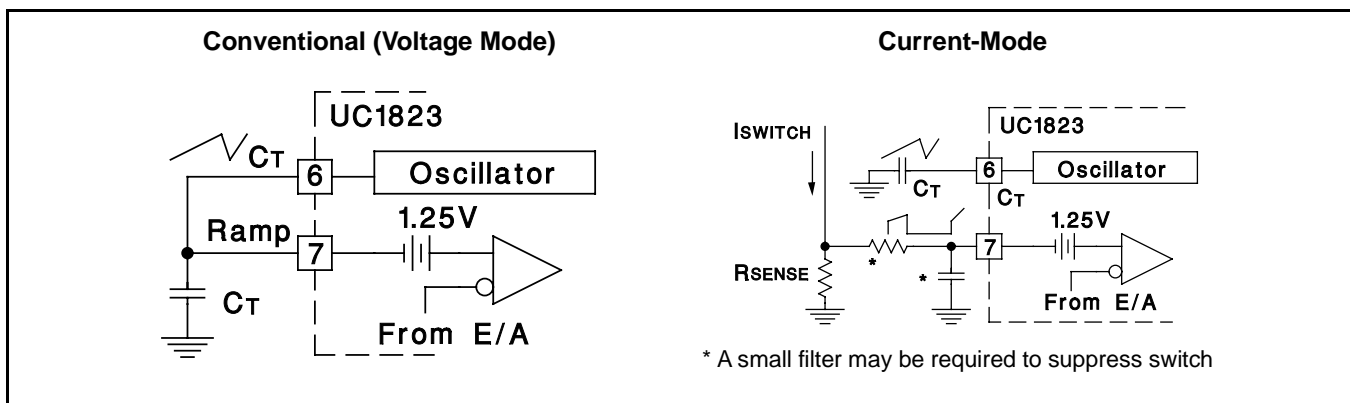 Conventional (Voltage Mode)
UC1823
CT
6
Oscillator
1.25V
Ramp
7
CT
From E/A
Current-Mode
UC1823
ISWITCH
6
Oscillator
CT
CT
1.25V
7
*
*
RSENSE
From E/A
* A small filter may be required to suppress switch